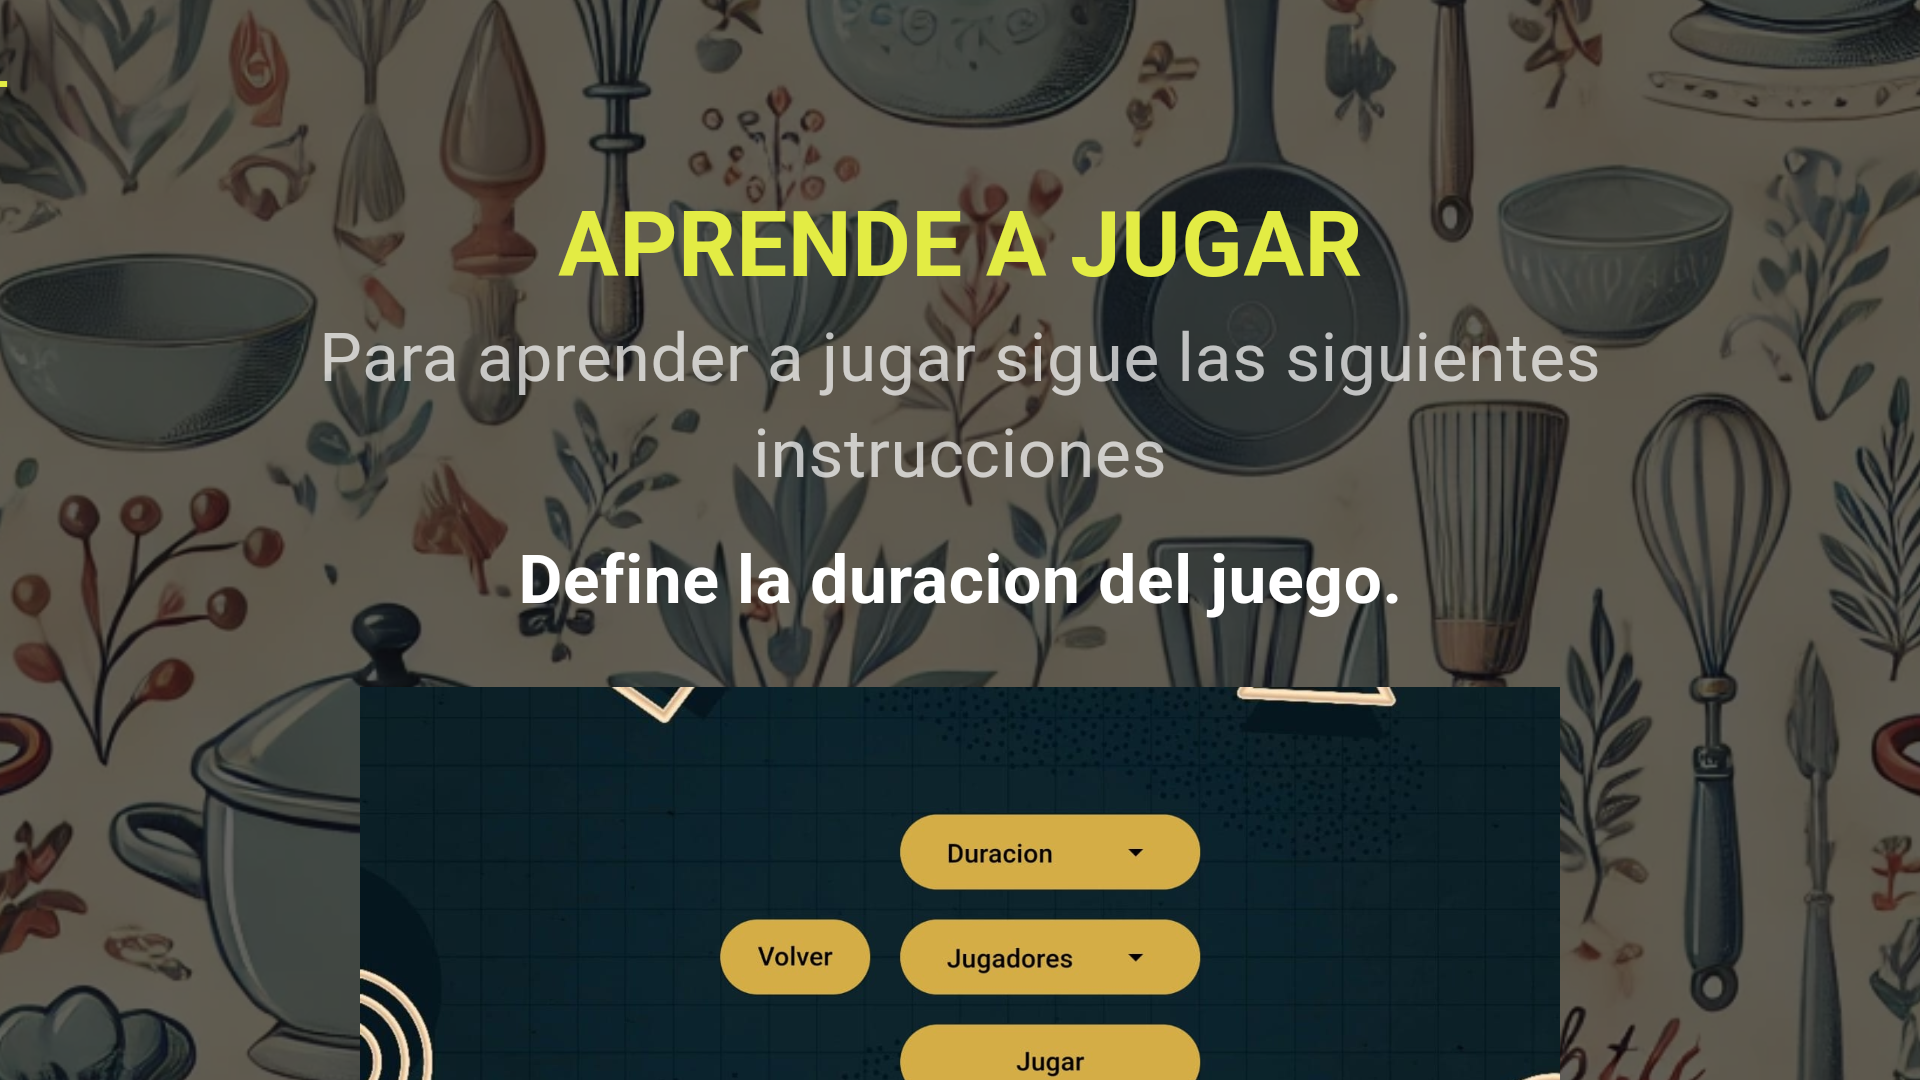 APRENDE A JUGAR
Para aprender a jugar sigue las siguientes
instrucciones
Define la duracion del juego.
Duracion
Volver
Jugadores
Jugar